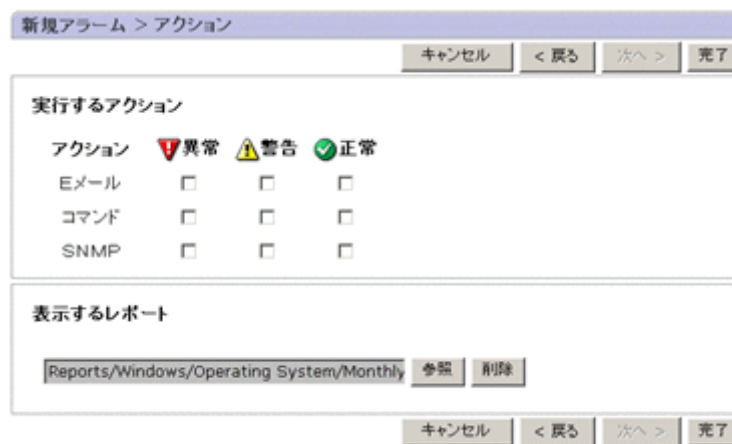 新規アラーム > アクション
キャンセル < 戻る 次へ > 完了
実行するアクション
アクション 異常 警告 正常
Eメール
コマンド
SNMP
表示するレポート
Reports/Windows/Operating System/Monthly 参照 削除
キャンセル < 戻る 次へ > 完了